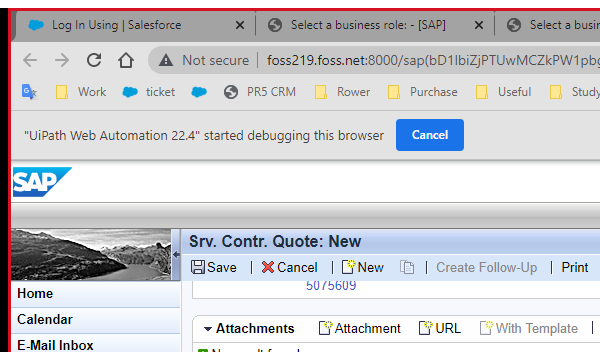 Log In Using | Salesforce
Select a business role: - [SAP]
Select a busin
Not secure | foss219.foss.net:8000/sap(bD1lbiZjPTUwMCZkPW1pbg
Work ticket PR5 CRM Rower Purchase Useful Study
"UiPath Web Automation 22.4" started debugging this browser Cancel
SAP
Srv. Contr. Quote: New
Save | Cancel | New | Create Follow-Up | Print
5075609
Home
Calendar
E-Mail Inbox
Attachments Attachment URL With Template |